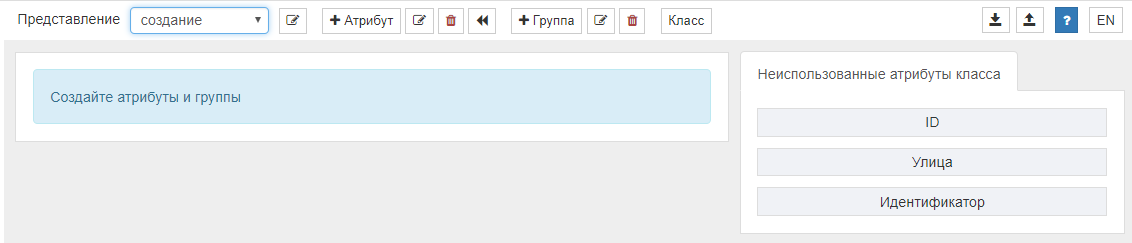 Представление создание + Атрибут + Группа Класс ? EN
Создайте атрибуты и группы
Неиспользованные атрибуты класса
ID
Улица
Идентификатор